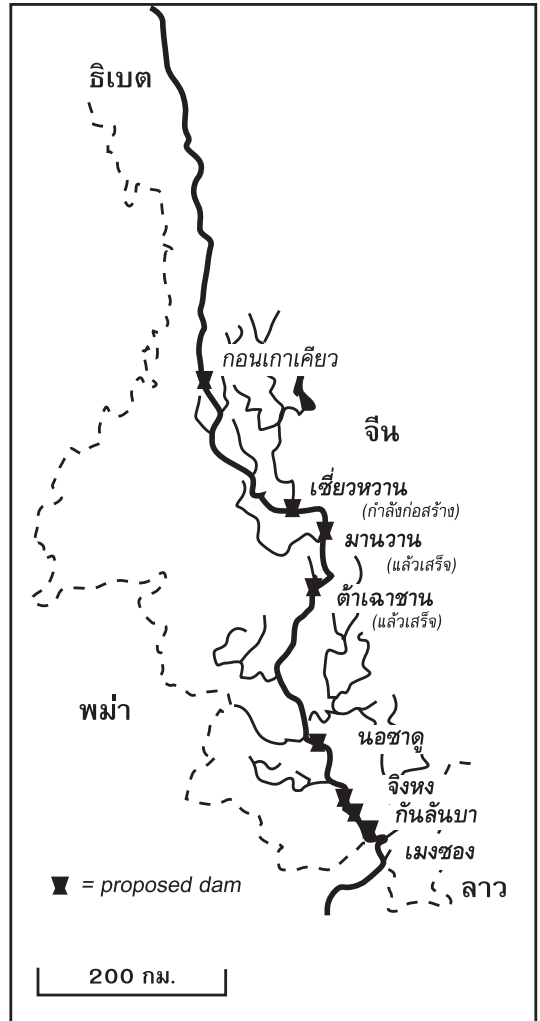 ธิเบต
กอนเกาเคียว
จีน
เซี่ยวหวาน
(กำลังก่อสร้าง)
มานวาน
(แล้วเสร็จ)
ต้าเฉาชาน
(แล้วเสร็จ)
พม่า
นอซาดู
จิงหง
กันลันบา
เมงซอง
= proposed dam
ลาว
200 กม.